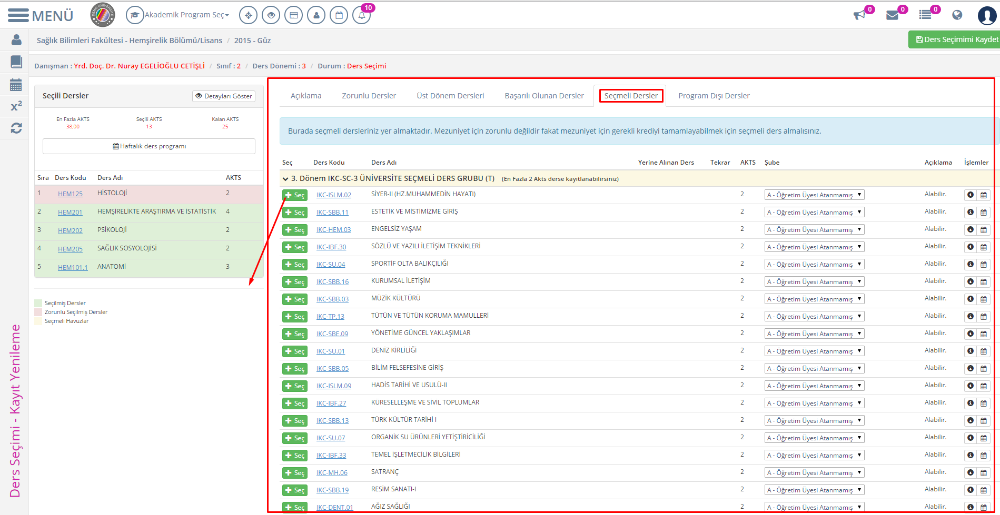 MENÜ
DEMO ÜNİVERSİTE
Akademik Program Seç
10
0
0
0
Sağlık Bilimleri Fakültesi - Hemşirelik Bölümü/Lisans / 2015 - Güz
Ders Seçimimi Kaydet
Danışman : Yrd. Doç. Dr. Nuray EGELİOĞLU CETİŞLİ / Sınıf : 2 / Ders Dönemi : 3 / Durum : Ders Seçimi
Seçili Dersler
Detayları Göster
En Fazla AKTS Seçili AKTS Kalan AKTS
38,00 13 25
Haftalık ders programı
Sıra Ders Kodu Ders Adı AKTS
1 HEM125 HİSTOLOJİ 2
2 HEM201 HEMŞİRELİKTE ARAŞTIRMA VE İSTATİSTİK 4
3 HEM202 PSİKOLOJİ 2
4 HEM205 SAĞLIK SOSYOLOJİSİ 2
5 HEM101.1 ANATOMİ 3
Seçilmiş Dersler
Zorunlu Seçilmiş Dersler
Seçmeli Havuzlar
x²
Ders Seçimi - Kayıt Yenileme
Açıklama Zorunlu Dersler Üst Dönem Dersleri Başarılı Olunan Dersler Seçmeli Dersler Program Dışı Dersler
Burada seçmeli dersleriniz yer almaktadır. Mezuniyet için zorunlu değildir fakat mezuniyet için gerekli krediyi tamamlayabilmek için seçmeli ders almalısınız.
Seç Ders Kodu Ders Adı Yerine Alınan Ders Tekrar AKTS Şube Açıklama İşlemler
3. Dönem IKC-SC-3 ÜNİVERSİTE SEÇMELİ DERS GRUBU (T) (En Fazla 2 Akts derse kayıtlanabilirsiniz)
Seç IKC-ISLM.02 SİYER-II (HZ.MUHAMMEDİN HAYATI) 2 A - Öğretim Üyesi Atanmamış Alabilir.
Seç IKC-SBB.11 ESTETİK VE MİSTİMİZME GİRİŞ 2 A - Öğretim Üyesi Atanmamış Alabilir.
Seç IKC-HEM.03 ENGELSİZ YAŞAM 2 A - Öğretim Üyesi Atanmamış Alabilir.
Seç IKC-IBF.30 SÖZLÜ VE YAZILI İLETİŞİM TEKNİKLERİ 2 A - Öğretim Üyesi Atanmamış Alabilir.
Seç IKC-SU.04 SPORTİF OLTA BALIKÇILIĞI 2 A - Öğretim Üyesi Atanmamış Alabilir.
Seç IKC-SBB.16 KURUMSAL İLETİŞİM 2 A - Öğretim Üyesi Atanmamış Alabilir.
Seç IKC-SBB.03 MÜZİK KÜLTÜRÜ 2 A - Öğretim Üyesi Atanmamış Alabilir.
Seç IKC-TP.13 TÜTÜN VE TÜTÜN KORUMA MAMULLERİ 2 A - Öğretim Üyesi Atanmamış Alabilir.
Seç IKC-SBE.09 YÖNETİME GÜNCEL YAKLAŞIMLAR 2 A - Öğretim Üyesi Atanmamış Alabilir.
Seç IKC-SU.01 DENİZ KİRLİLİĞİ 2 A - Öğretim Üyesi Atanmamış Alabilir.
Seç IKC-SBB.05 BİLİM FELSEFESİNE GİRİŞ 2 A - Öğretim Üyesi Atanmamış Alabilir.
Seç IKC-ISLM.09 HADİS TARİHİ VE USULÜ-II 2 A - Öğretim Üyesi Atanmamış Alabilir.
Seç IKC-IBF.27 KÜRESELLEŞME VE SİVİL TOPLUMLAR 2 A - Öğretim Üyesi Atanmamış Alabilir.
Seç IKC-SBB.13 TÜRK KÜLTÜR TARİHİ I 2 A - Öğretim Üyesi Atanmamış Alabilir.
Seç IKC-SU.07 ORGANİK SU ÜRÜNLERİ YETİŞTİRİCİLİĞİ 2 A - Öğretim Üyesi Atanmamış Alabilir.
Seç IKC-IBF.33 TEMEL İŞLETMECİLİK BİLGİLERİ 2 A - Öğretim Üyesi Atanmamış Alabilir.
Seç IKC-MH.06 SATRANÇ 2 A - Öğretim Üyesi Atanmamış Alabilir.
Seç IKC-SBB.19 RESİM SANATI-I 2 A - Öğretim Üyesi Atanmamış Alabilir.
Seç IKC-DENT.01 AĞIZ SAĞLIĞI 2 A - Öğretim Üyesi Atanmamış Alabilir.